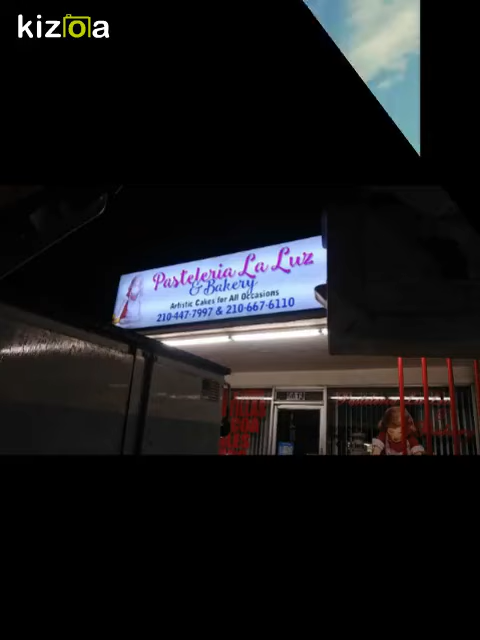 kizoa
Pasteleria La Luz
& Bakery
Artistic Cakes for All Occasions
210-447-7997 & 210-667-6110